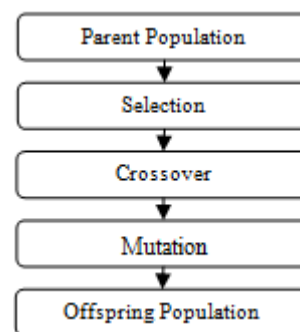 Parent Population
Selection
Crossover
Mutation
Offspring Population